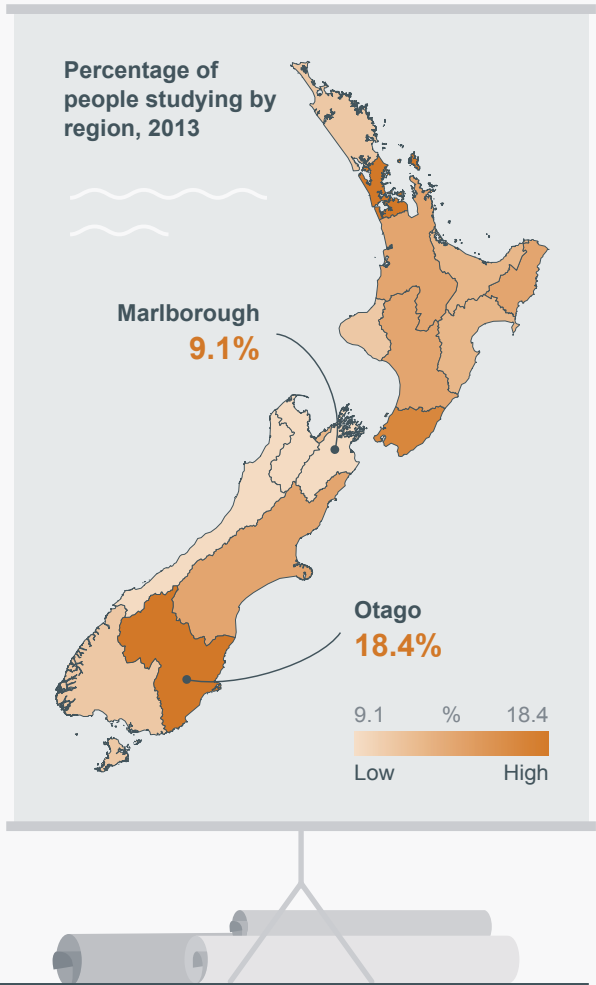 Percentage of
people studying by
region, 2013
Marlborough
9.1%
Otago
18.4%
9.1 % 18.4
Low High